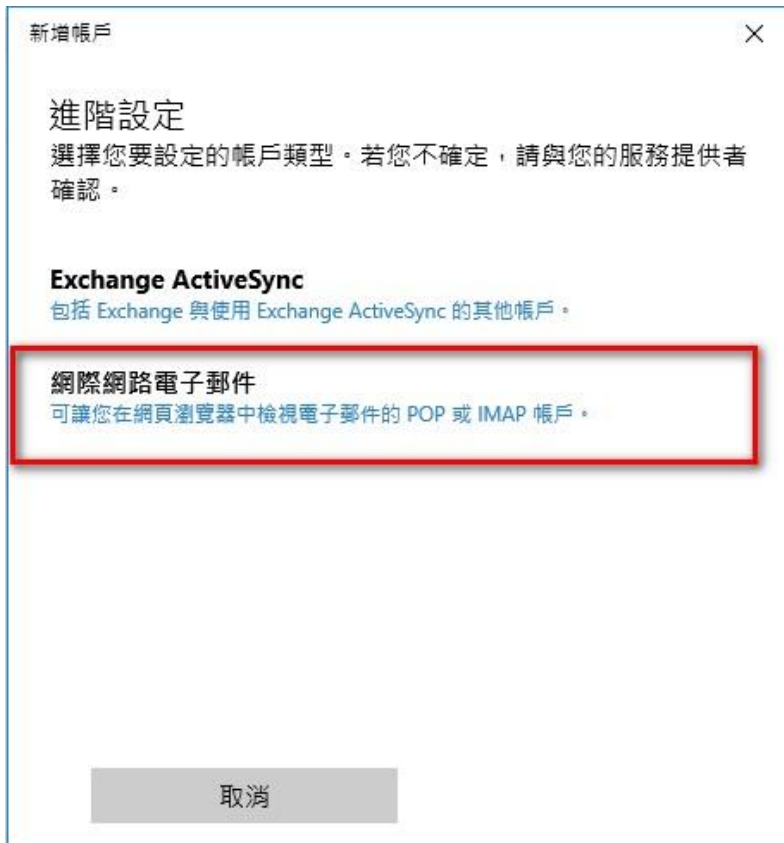 新增帳戶
進階設定
選擇您要設定的帳戶類型。若您不確定，請與您的服務提供者
確認。
Exchange ActiveSync
包括 Exchange 與使用 Exchange ActiveSync 的其他帳戶。
網際網路電子郵件
可讓您在網頁瀏覽器中檢視電子郵件的 POP 或 IMAP 帳戶。
取消